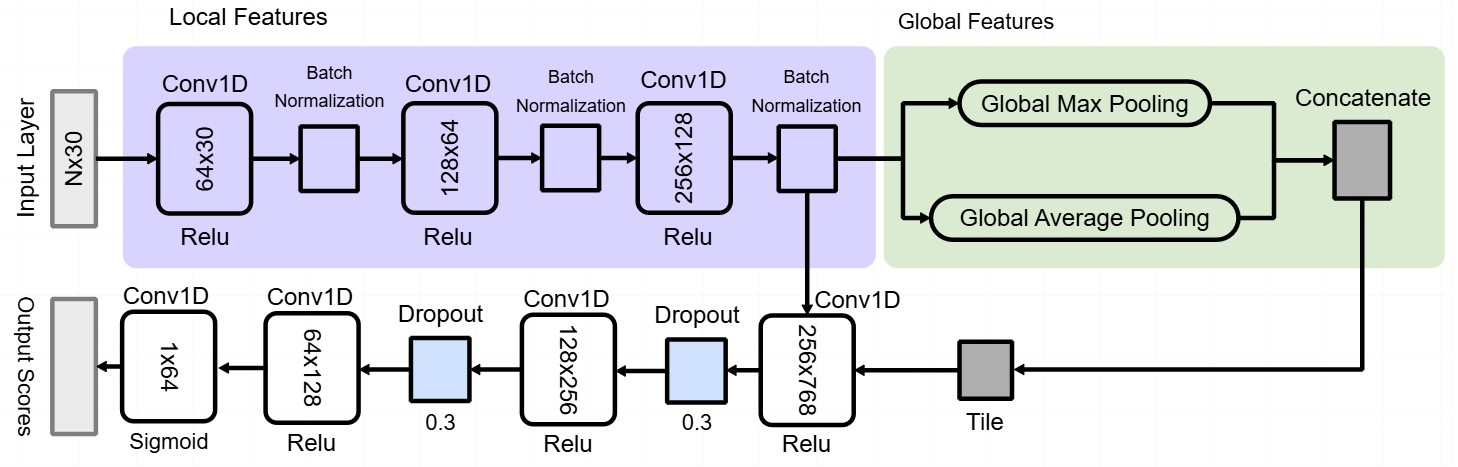 Local Features
Global Features
Input Layer
Nx30
Conv1D
64x30
Relu
Batch
Normalization
Conv1D
128x64
Relu
Batch
Normalization
Conv1D
256x128
Relu
Batch
Normalization
Global Max Pooling
Global Average Pooling
Concatenate
Output Scores
Conv1D
1x64
Sigmoid
Conv1D
64x128
Relu
Dropout
0.3
Conv1D
128x256
Relu
Dropout
0.3
Conv1D
256x768
Relu
Tile